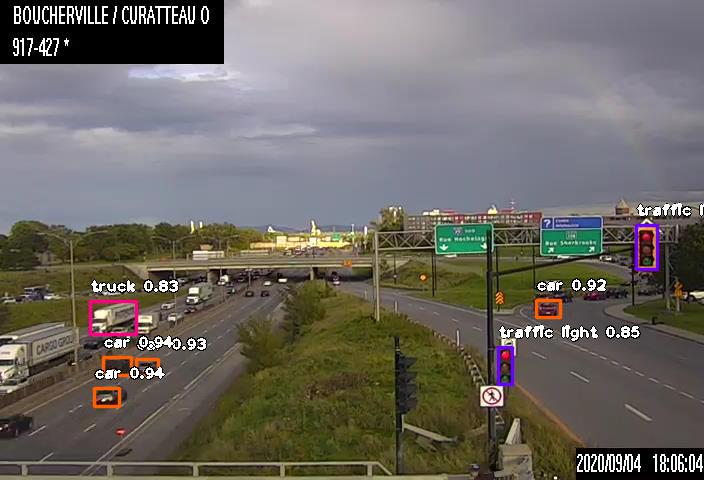 BOUCHERVILLE / CURATTEAU O
917-427 *
traffic l
Rue Hochelaga
Rue Sherbrooke
car 0.92
truck 0.83
traffic light 0.85
car 0.94
0.93
CARGO
car 0.94
2020/09/04 18:06:04